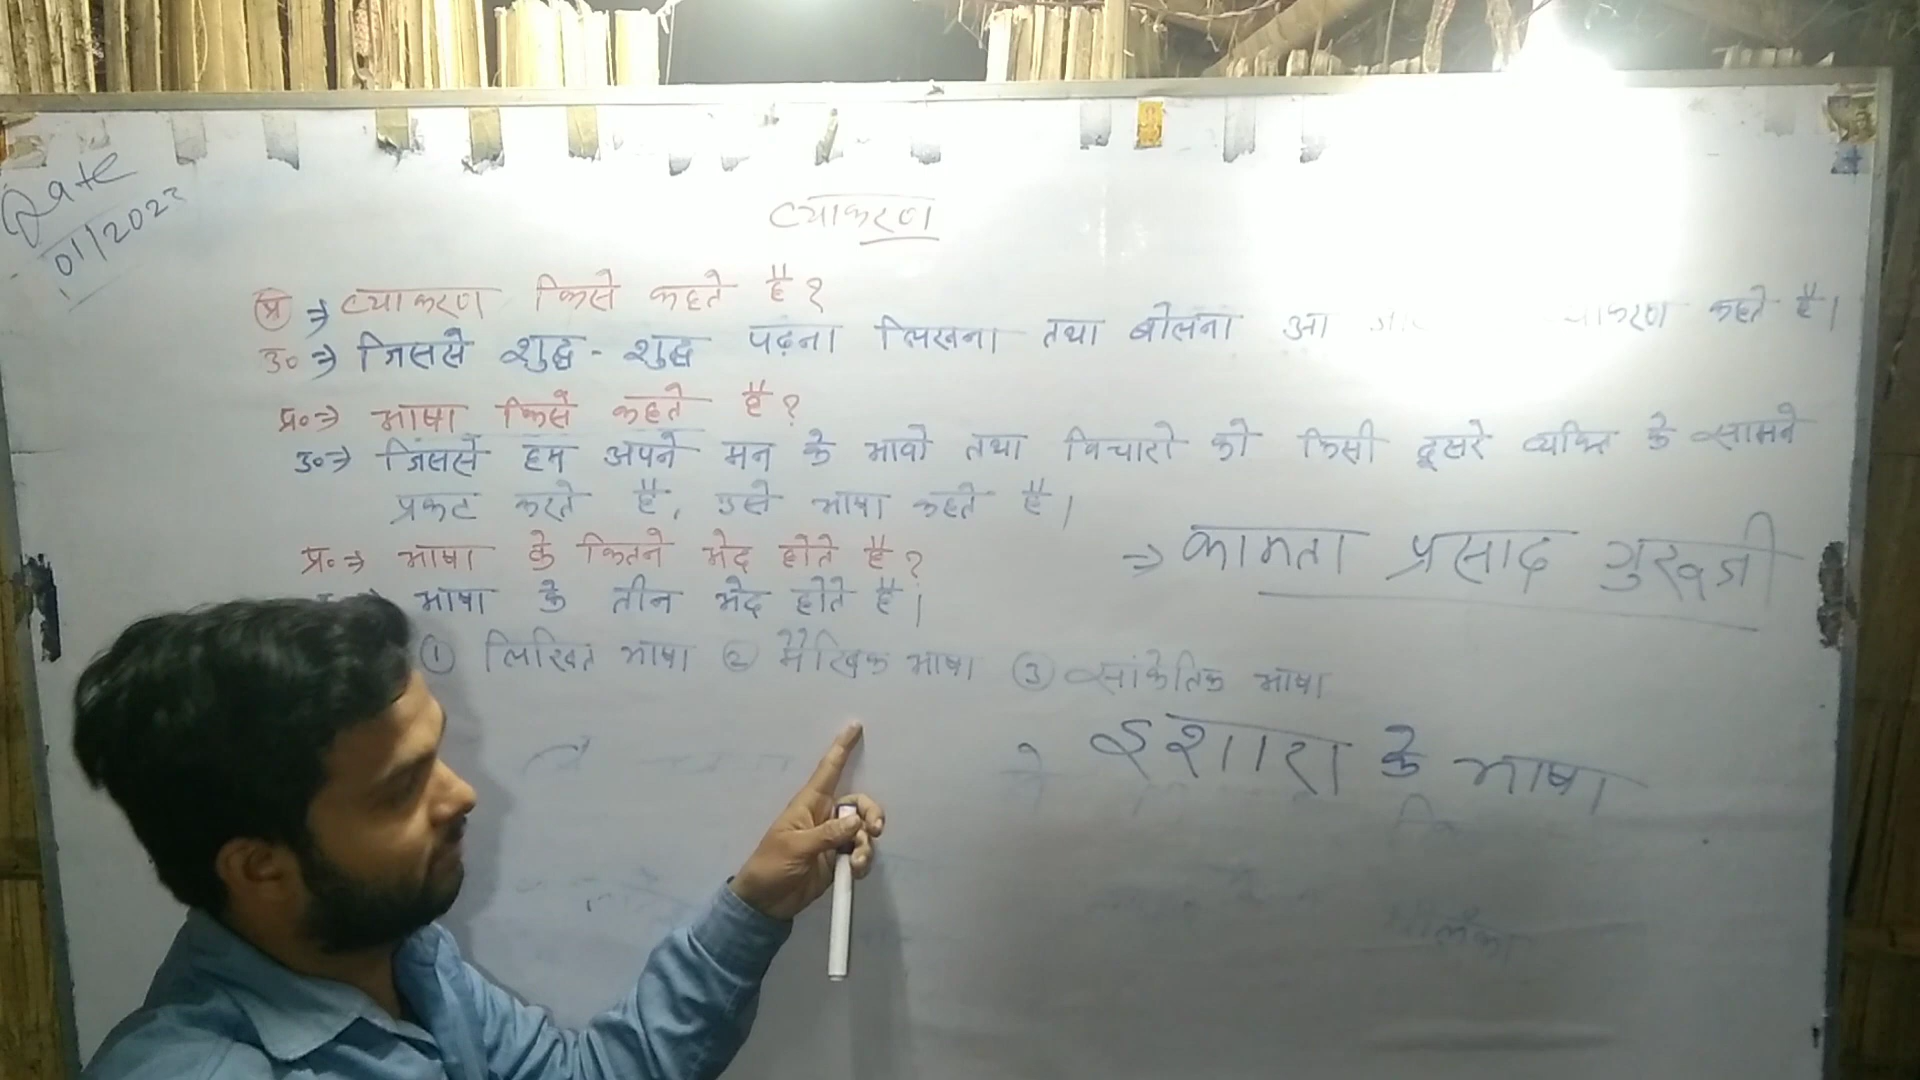 Date
01/2023
व्याकरण
प्र ⇒ व्याकरण किसे कहते हैं?
उ० ⇒ जिससे शुद्ध - शुद्ध पढ़ना लिखना तथा बोलना आ कहते है।
प्र० ⇒ भाषा किसे कहते हैं?
उ० ⇒ जिससे हम अपने मन के भावो तथा विचारो को किसी दूसरे व्यक्ति के सामने
प्रकट करते हैं, उसे भाषा कहते हैं।
प्र० ⇒ भाषा के कितने भेद होते है?
भाषा के तीन भेद होते है।
① लिखित भाषा ② मैखिक भाषा ③ सांकेतिक भाषा
⇒ कामता प्रसाद गुरूजी
इशारा के भाषा